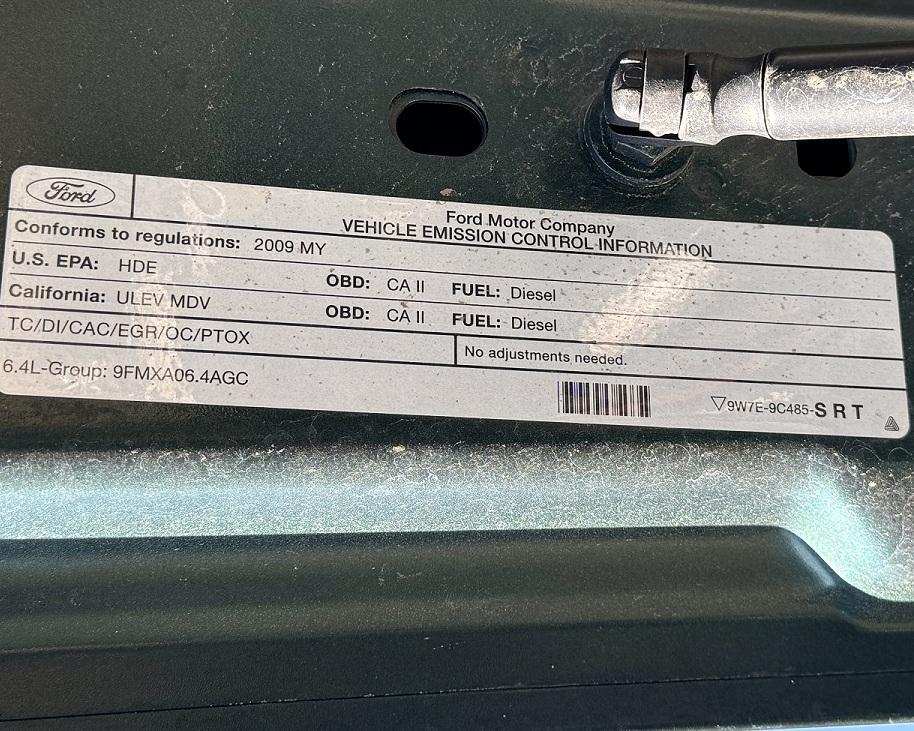 Ford
Ford Motor Company
VEHICLE EMISSION CONTROL INFORMATION
Conforms to regulations: 2009 MY
U.S. EPA: HDE OBD: CA II FUEL: Diesel
California: ULEV MDV OBD: CA II FUEL: Diesel
TC/DI/CAC/EGR/OC/PTOX No adjustments needed.
6.4L-Group: 9FMXA06.4AGC ▽9W7E-9C485-SRT